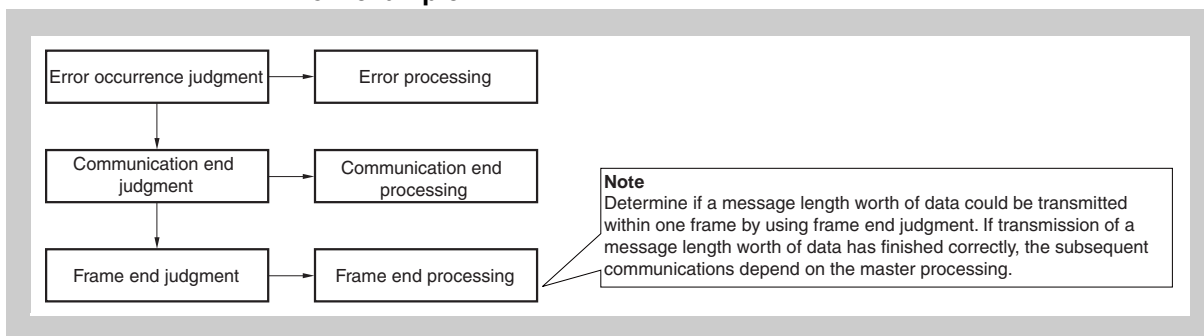 Error occurrence judgment
Error processing
Communication end
judgment
Communication end
processing
Frame end judgment
Frame end processing
Note
Determine if a message length worth of data could be transmitted
within one frame by using frame end judgment. If transmission of a
message length worth of data has finished correctly, the subsequent
communications depend on the master processing.